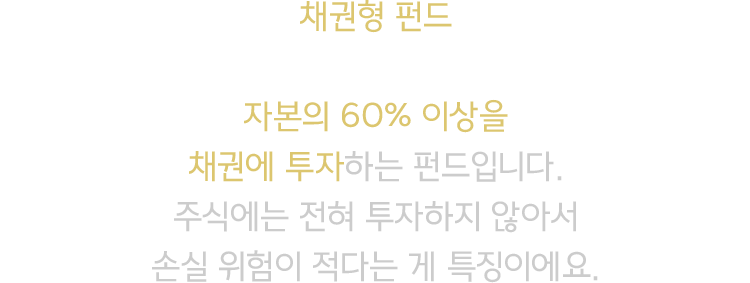 채권형 펀드
자본의 60% 이상을
채권에 투자하는 펀드입니다.
주식에는 전혀 투자하지 않아서
손실 위험이 적다는 게 특징이에요.